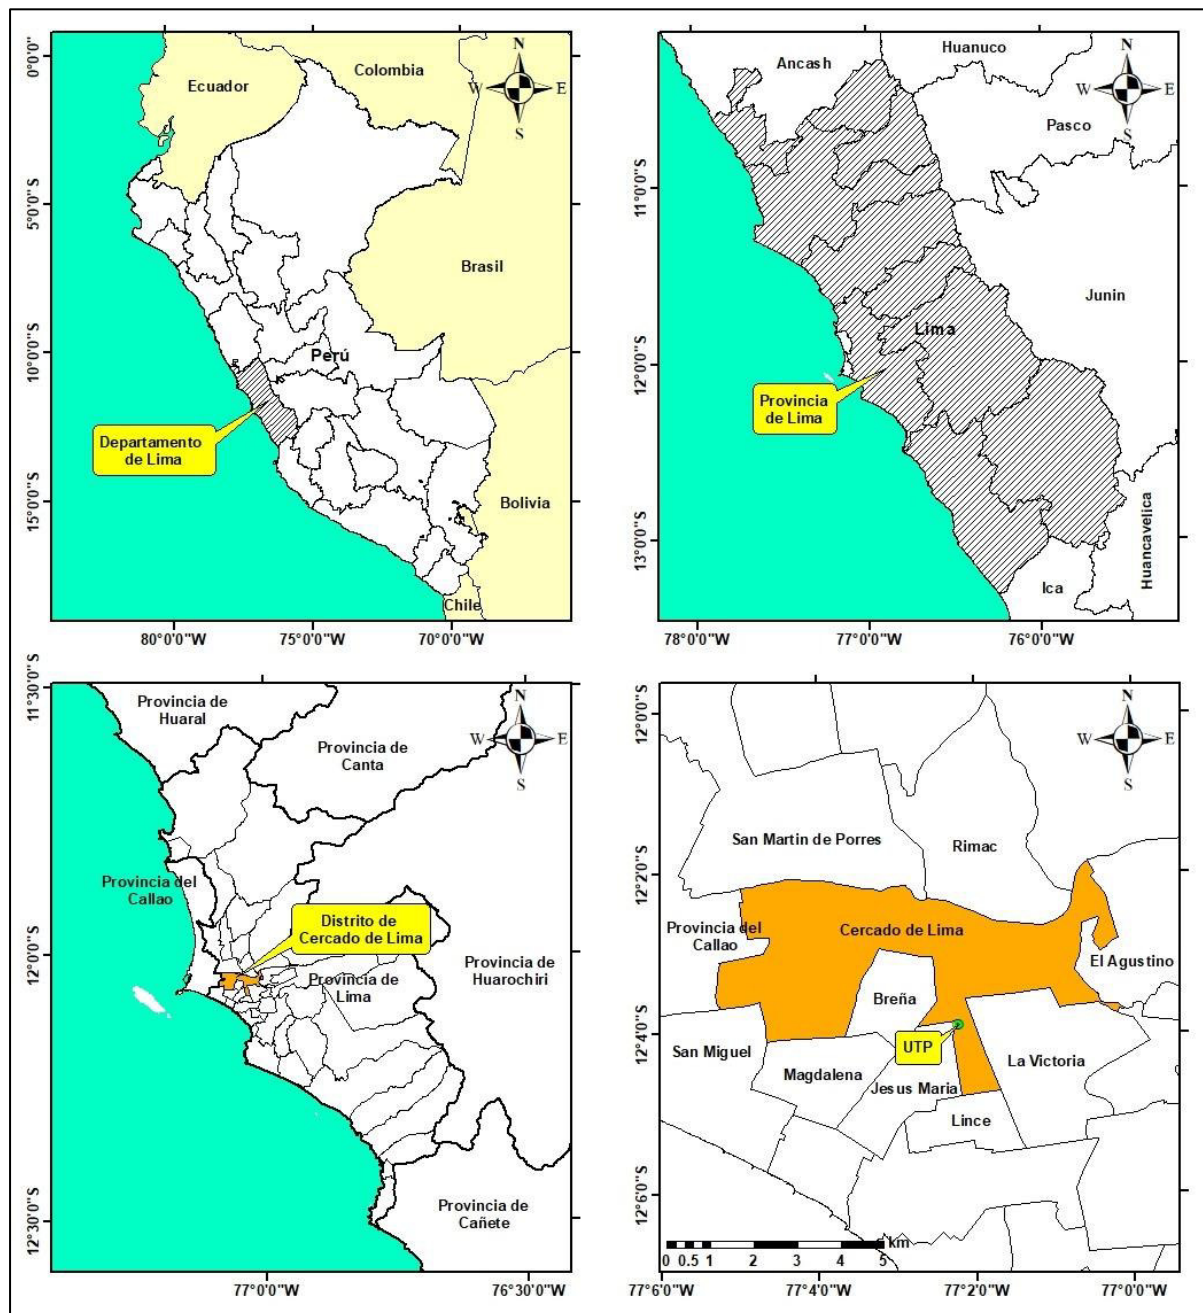 N
W E
S
Ecuador
Colombia
Brasil
Perú
Departamento
de Lima
Bolivia
Chile
0°0'0"
5°0'0"S
10°0'0"S
15°0'0"S
80°0'0"W
75°0'0"W
70°0'0"W
N
W E
S
Huanuco
Ancash
Pasco
Junin
Lima
Provincia
de Lima
Huancavelica
Ica
11°0'0"S
12°0'0"S
13°0'0"S
78°0'0"W
77°0'0"W
76°0'0"W
N
W E
S
Provincia de
Huaral
Provincia de
Canta
Provincia del
Callao
Distrito de
Cercado de Lima
Provincia de
Huarochiri
Provincia de
Lima
Provincia de
Cañete
11°30'0"S
12°0'0"S
12°30'0"S
77°0'0"W
76°30'0"W
N
W E
S
San Martin de Porres
Rimac
Provincia del
Callao
Cercado de Lima
El Agustino
Breña
UTP
San Miguel
La Victoria
Magdalena
Jesus Maria
Lince
12°0'0"S
12°2'0"S
12°4'0"S
12°6'0"S
km
0 0.5 1 2 3 4 5
77°4'0"W
77°2'0"W
77°0'0"W